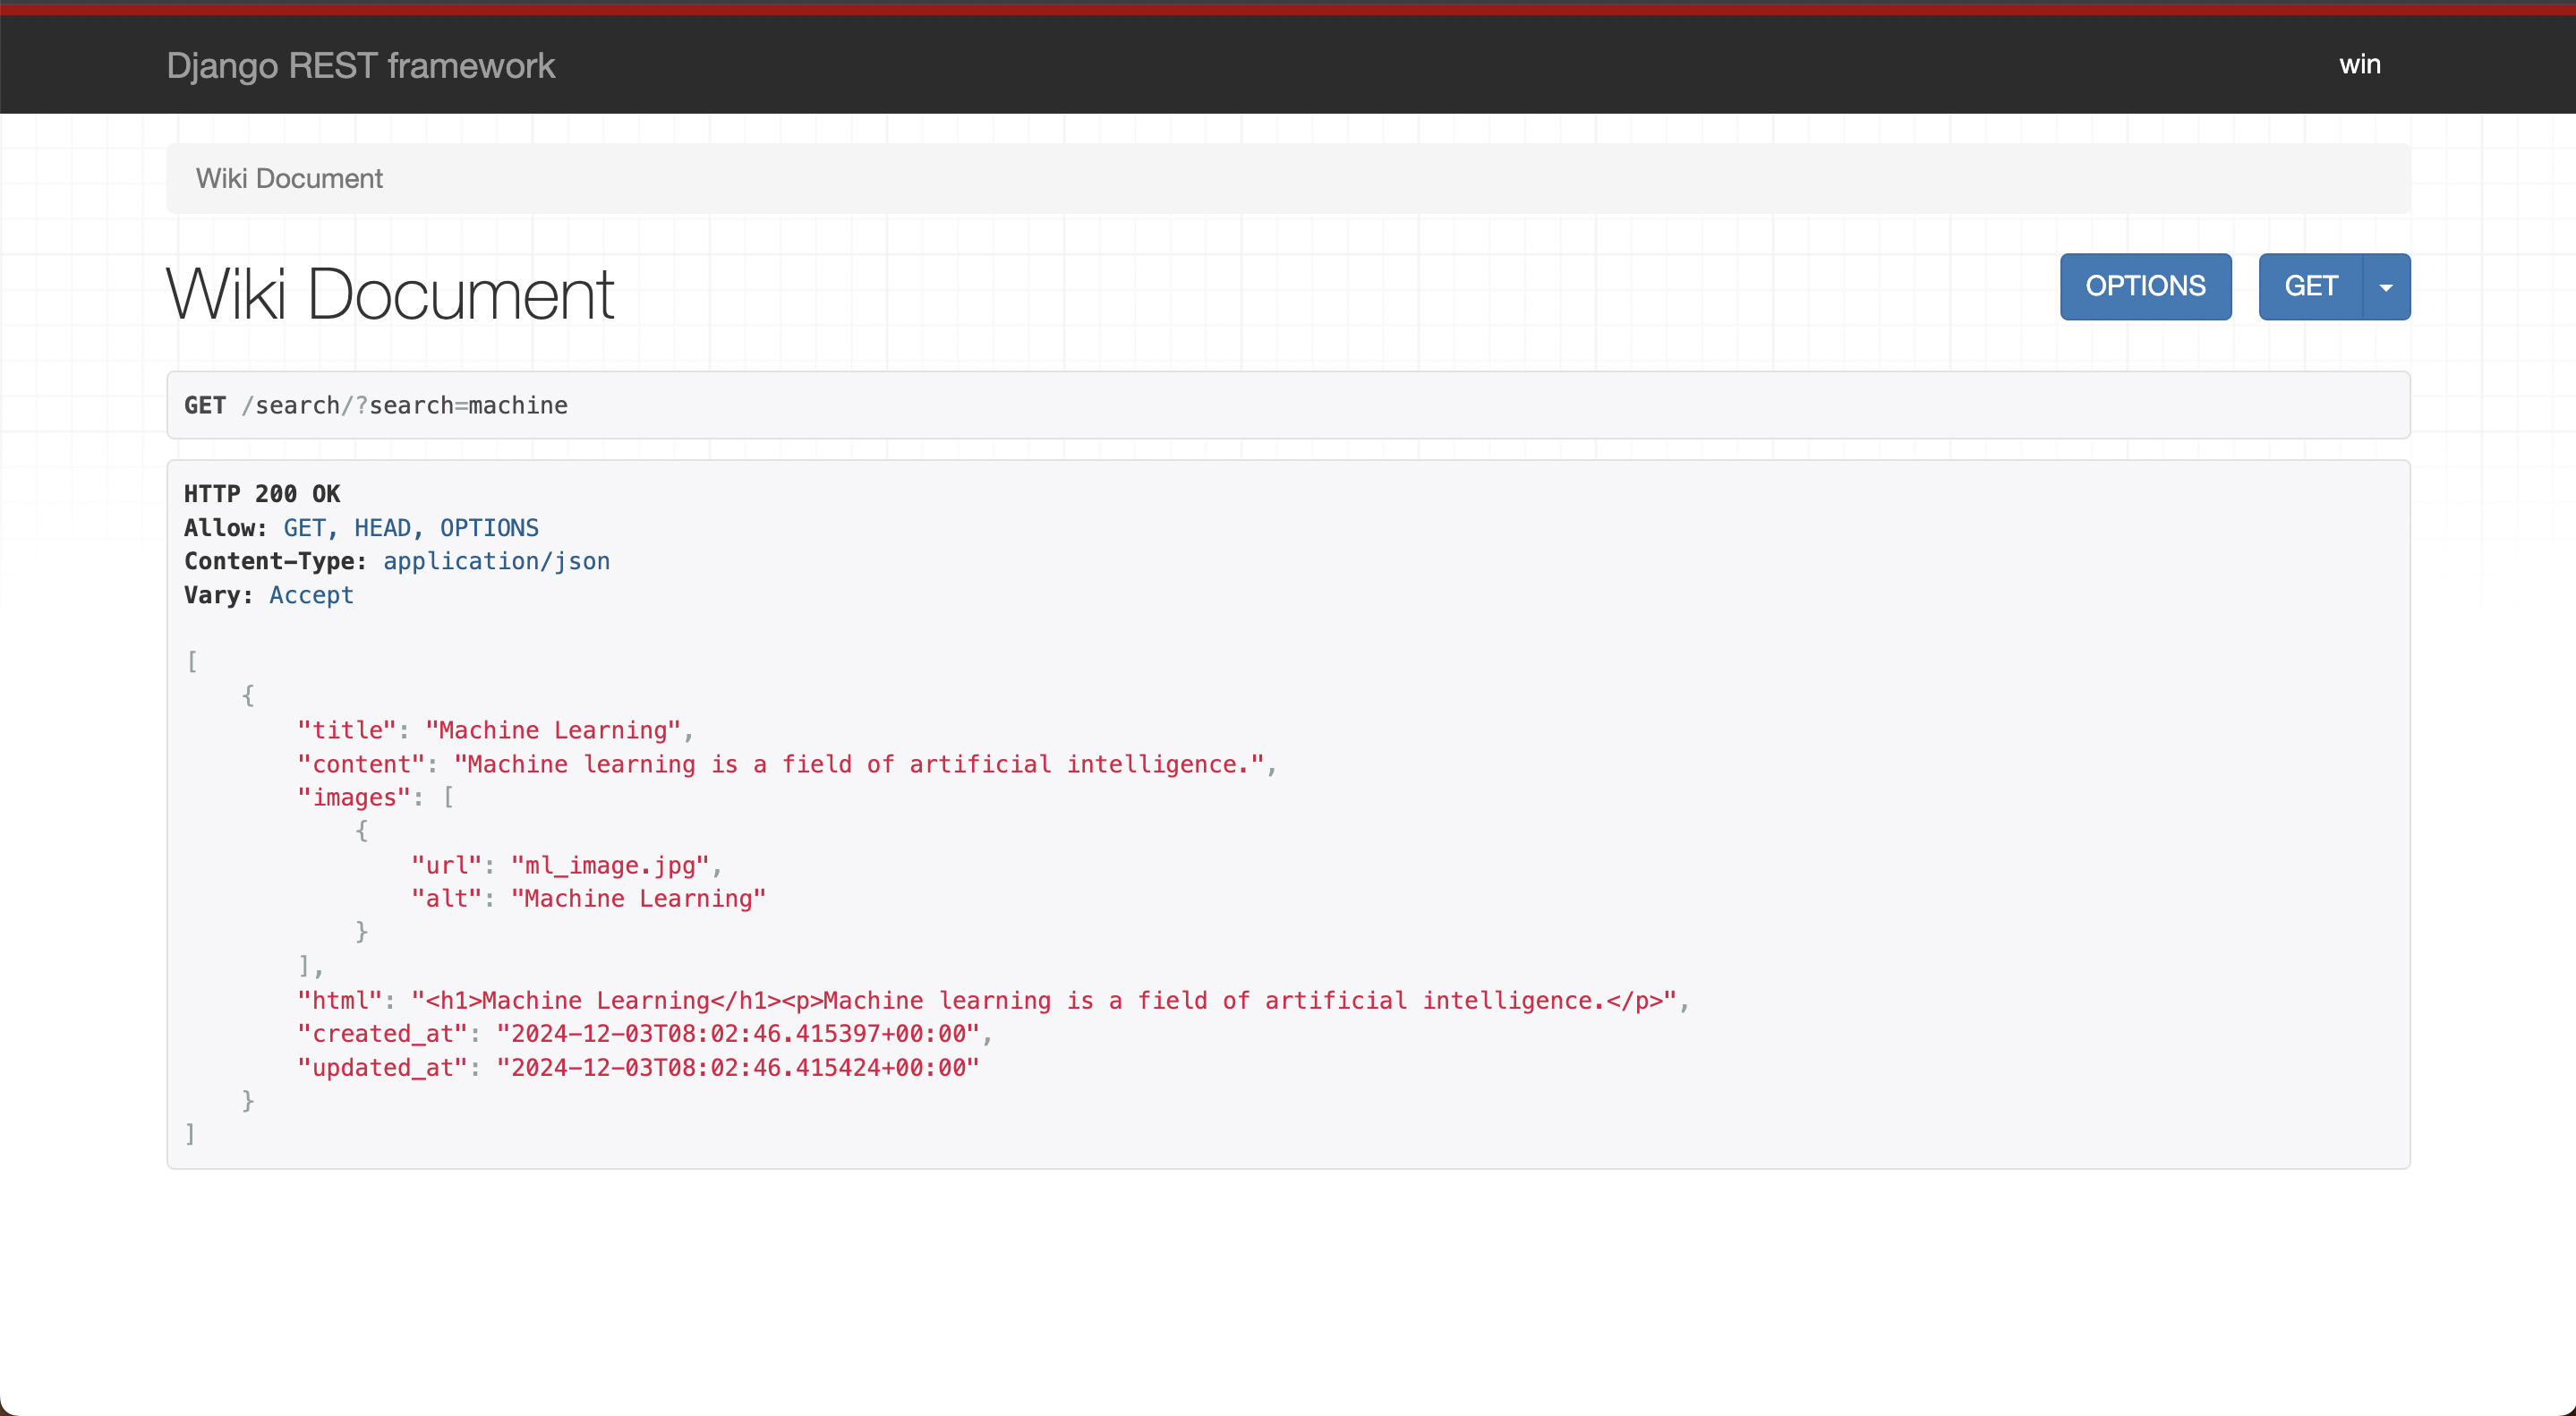 Django REST framework
win
Wiki Document
Wiki Document
OPTIONS
GET
GET /search/?search=machine
HTTP 200 OK
Allow: GET, HEAD, OPTIONS
Content-Type: application/json
Vary: Accept
[
    {
        "title": "Machine Learning",
        "content": "Machine learning is a field of artificial intelligence.",
        "images": [
            {
                "url": "ml_image.jpg",
                "alt": "Machine Learning"
            }
        ],
        "html": "<h1>Machine Learning</h1><p>Machine learning is a field of artificial intelligence.</p>",
        "created_at": "2024-12-03T08:02:46.415397+00:00",
        "updated_at": "2024-12-03T08:02:46.415424+00:00"
    }
]